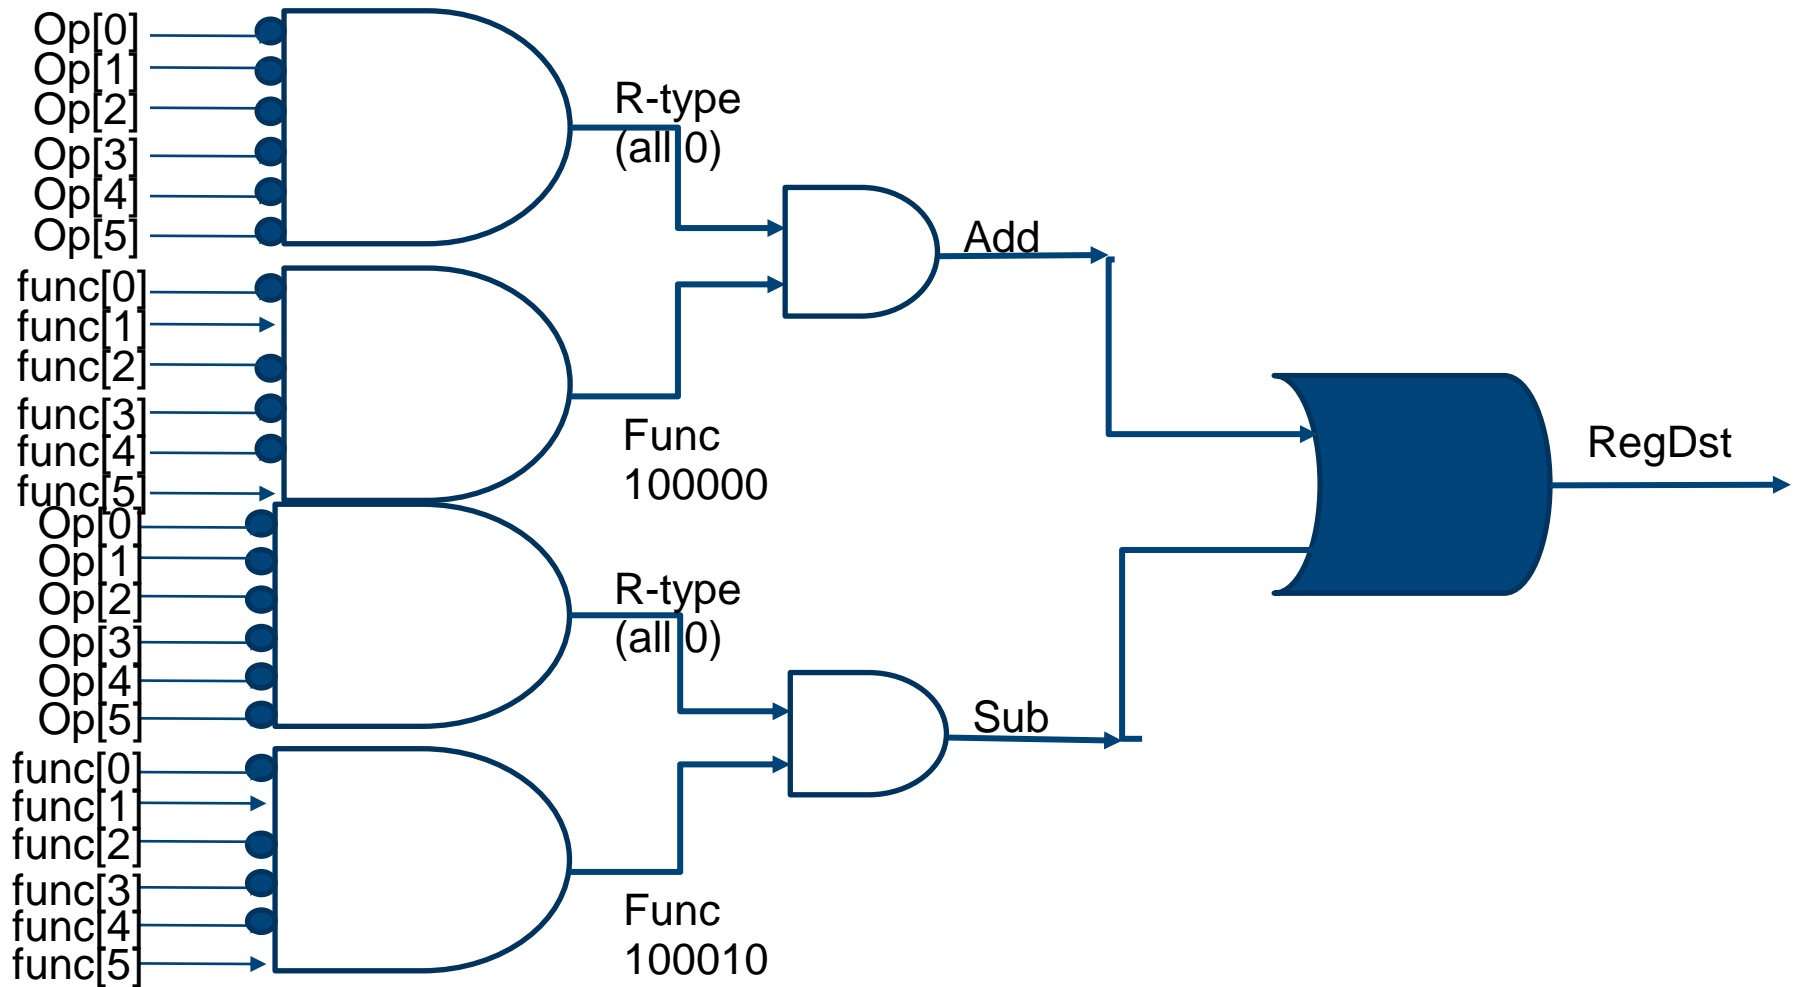 Op[0]
Op[1]
Op[2]
Op[3]
Op[4]
Op[5]
R-type
(all 0)
func[0]
func[1]
func[2]
func[3]
func[4]
func[5]
Func
100000
Add
Op[0]
Op[1]
Op[2]
Op[3]
Op[4]
Op[5]
R-type
(all 0)
func[0]
func[1]
func[2]
func[3]
func[4]
func[5]
Func
100010
Sub
RegDst